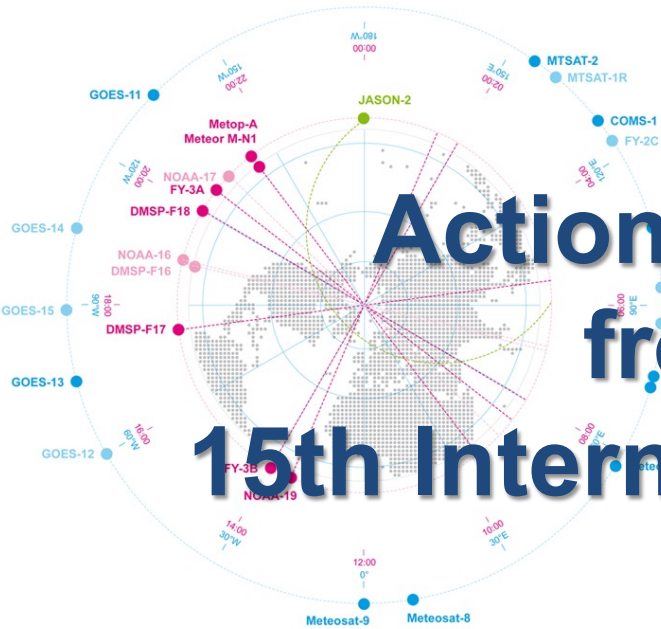 180°W
00:00
MTSAT-2
MTSAT-1R
150°W
22:00
150°E
02:00
GOES-11
JASON-2
COMS-1
FY-2C
Metop-A
Meteor M-N1
NOAA-17
FY-3A
DMSP-F18
120°W
20:00
120°E
04:00
GOES-14
Action
NOAA-16
DMSP-F16
GOES-15
90°W
18:00
06:00
90°E
DMSP-F17
fr
GOES-13
60°W
16:00
08:00
GOES-12
15th Intern
FY-3B
NOAA-19
14:00
30°W
10:00
30°E
12:00
0°
Meteosat-9
Meteosat-8